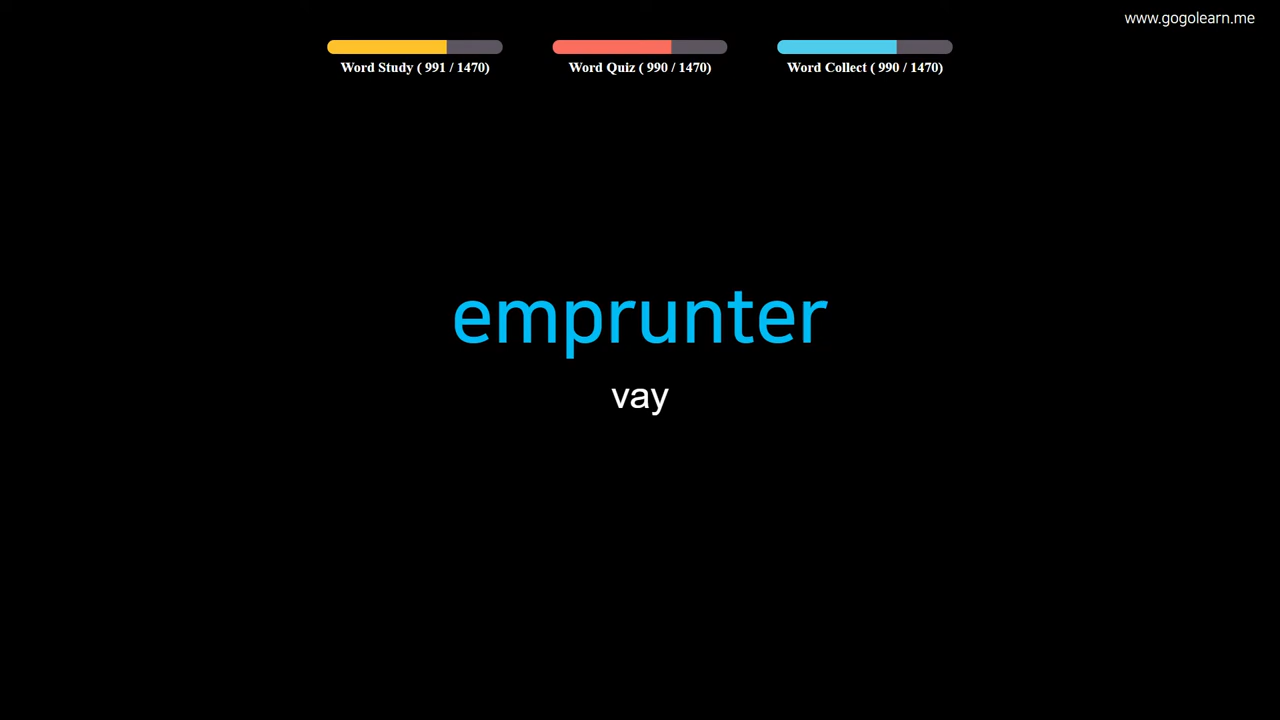 www.gogolearn.me
Word Study ( 991 / 1470)
Word Quiz ( 990 / 1470)
Word Collect ( 990 / 1470)
emprunter
vay